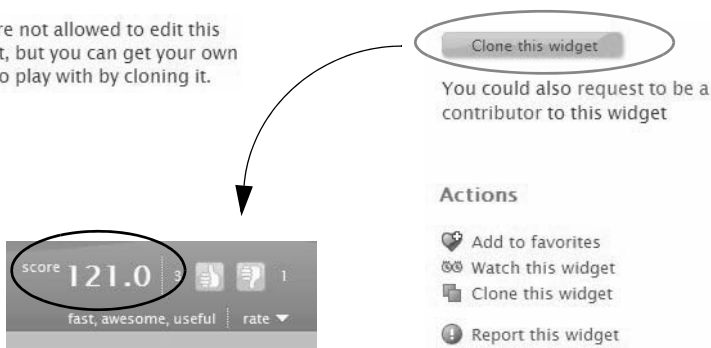 re not allowed to edit this
t, but you can get your own
o play with by cloning it.
Clone this widget
You could also request to be a
contributor to this widget
Actions
Add to favorites
Watch this widget
Clone this widget
Report this widget
score 121.0 3 1
fast, awesome, useful rate